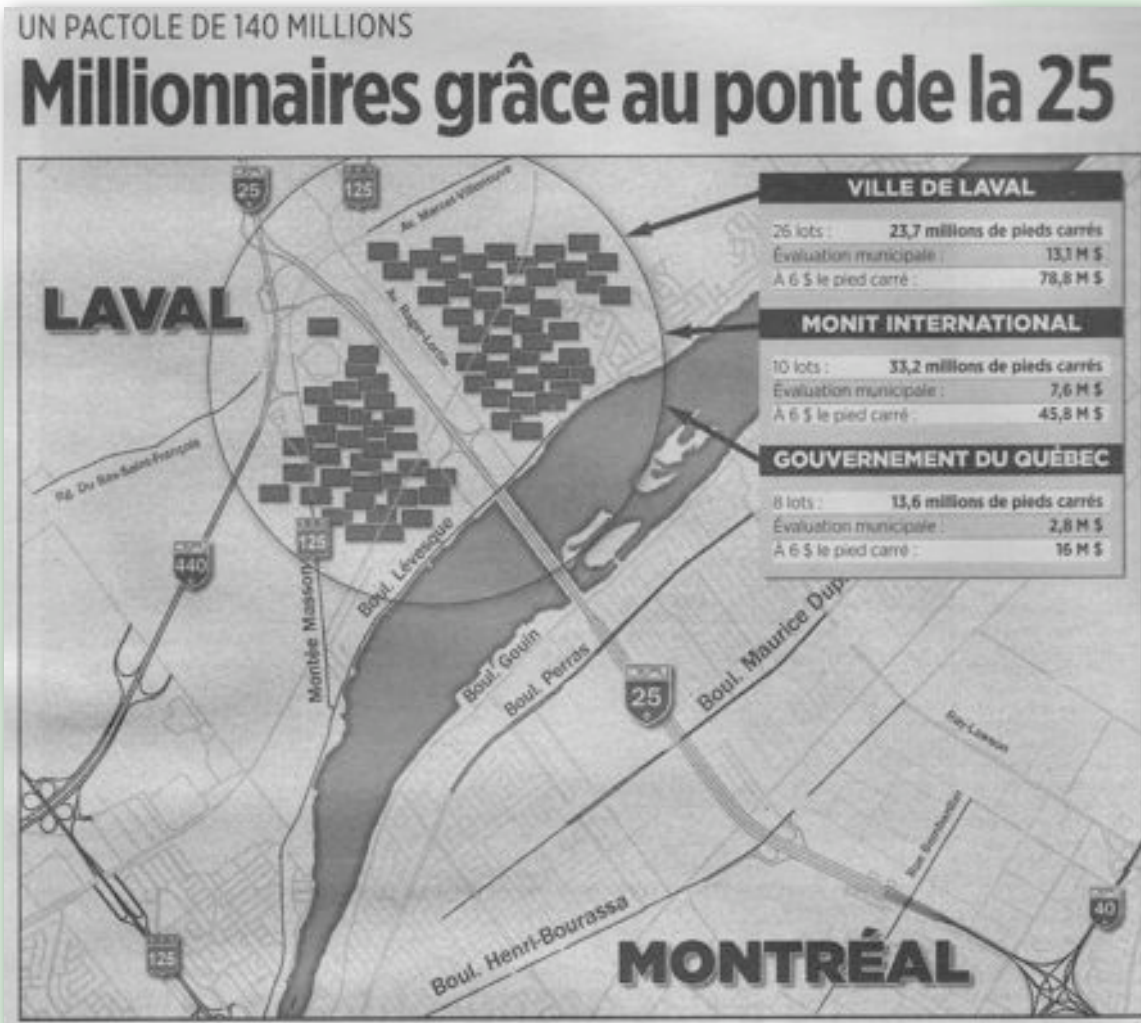 UN PACTOLE DE 140 MILLIONS
Millionnaires grâce au pont de la 25
25
125
Av. Marcel-Villeneuve
VILLE DE LAVAL
26 lots : 23,7 millions de pieds carrés
Évaluation municipale : 13,1 M $
À 6 $ le pied carré : 78,8 M $
LAVAL
Av. Roger-Lortie
MONIT INTERNATIONAL
10 lots : 33,2 millions de pieds carrés
Évaluation municipale : 7,6 M $
À 6 $ le pied carré : 45,8 M $
GOUVERNEMENT DU QUÉBEC
8 lots : 13,6 millions de pieds carrés
Évaluation municipale : 2,8 M $
À 6 $ le pied carré : 16 M $
Rg. Du Bas-Saint-François
125
440
Montée Masson
Boul. Lévesque
Boul. Gouin
Boul. Perras
Boul. Maurice Dup
25
Ray-Lawson
Rue Bombardier
40
125
Boul. Henri-Bourassa
MONTRÉAL